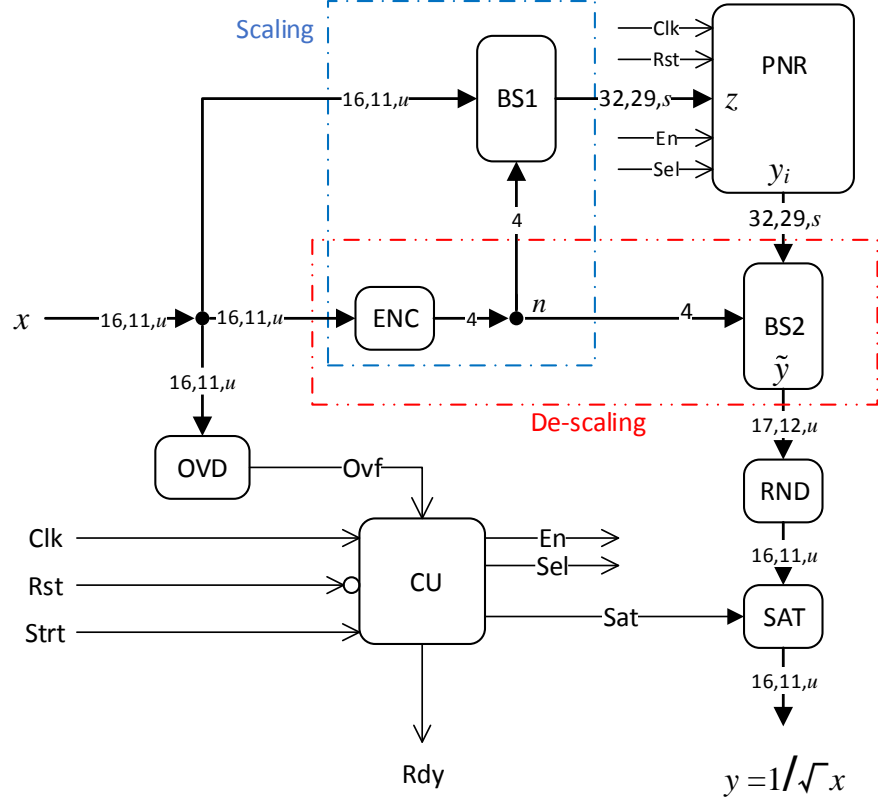 Scaling
Clk
Rst
PNR
16,11,u
BS1
32,29,s
z
En
Sel
y_i
4
32,29,s
x
16,11,u
16,11,u
ENC
4
n
4
BS2
ỹ
16,11,u
De-scaling
17,12,u
OVD
Ovf
RND
Clk
En
16,11,u
Rst
CU
Sel
Strt
Sat
SAT
16,11,u
Rdy
y =1/√x